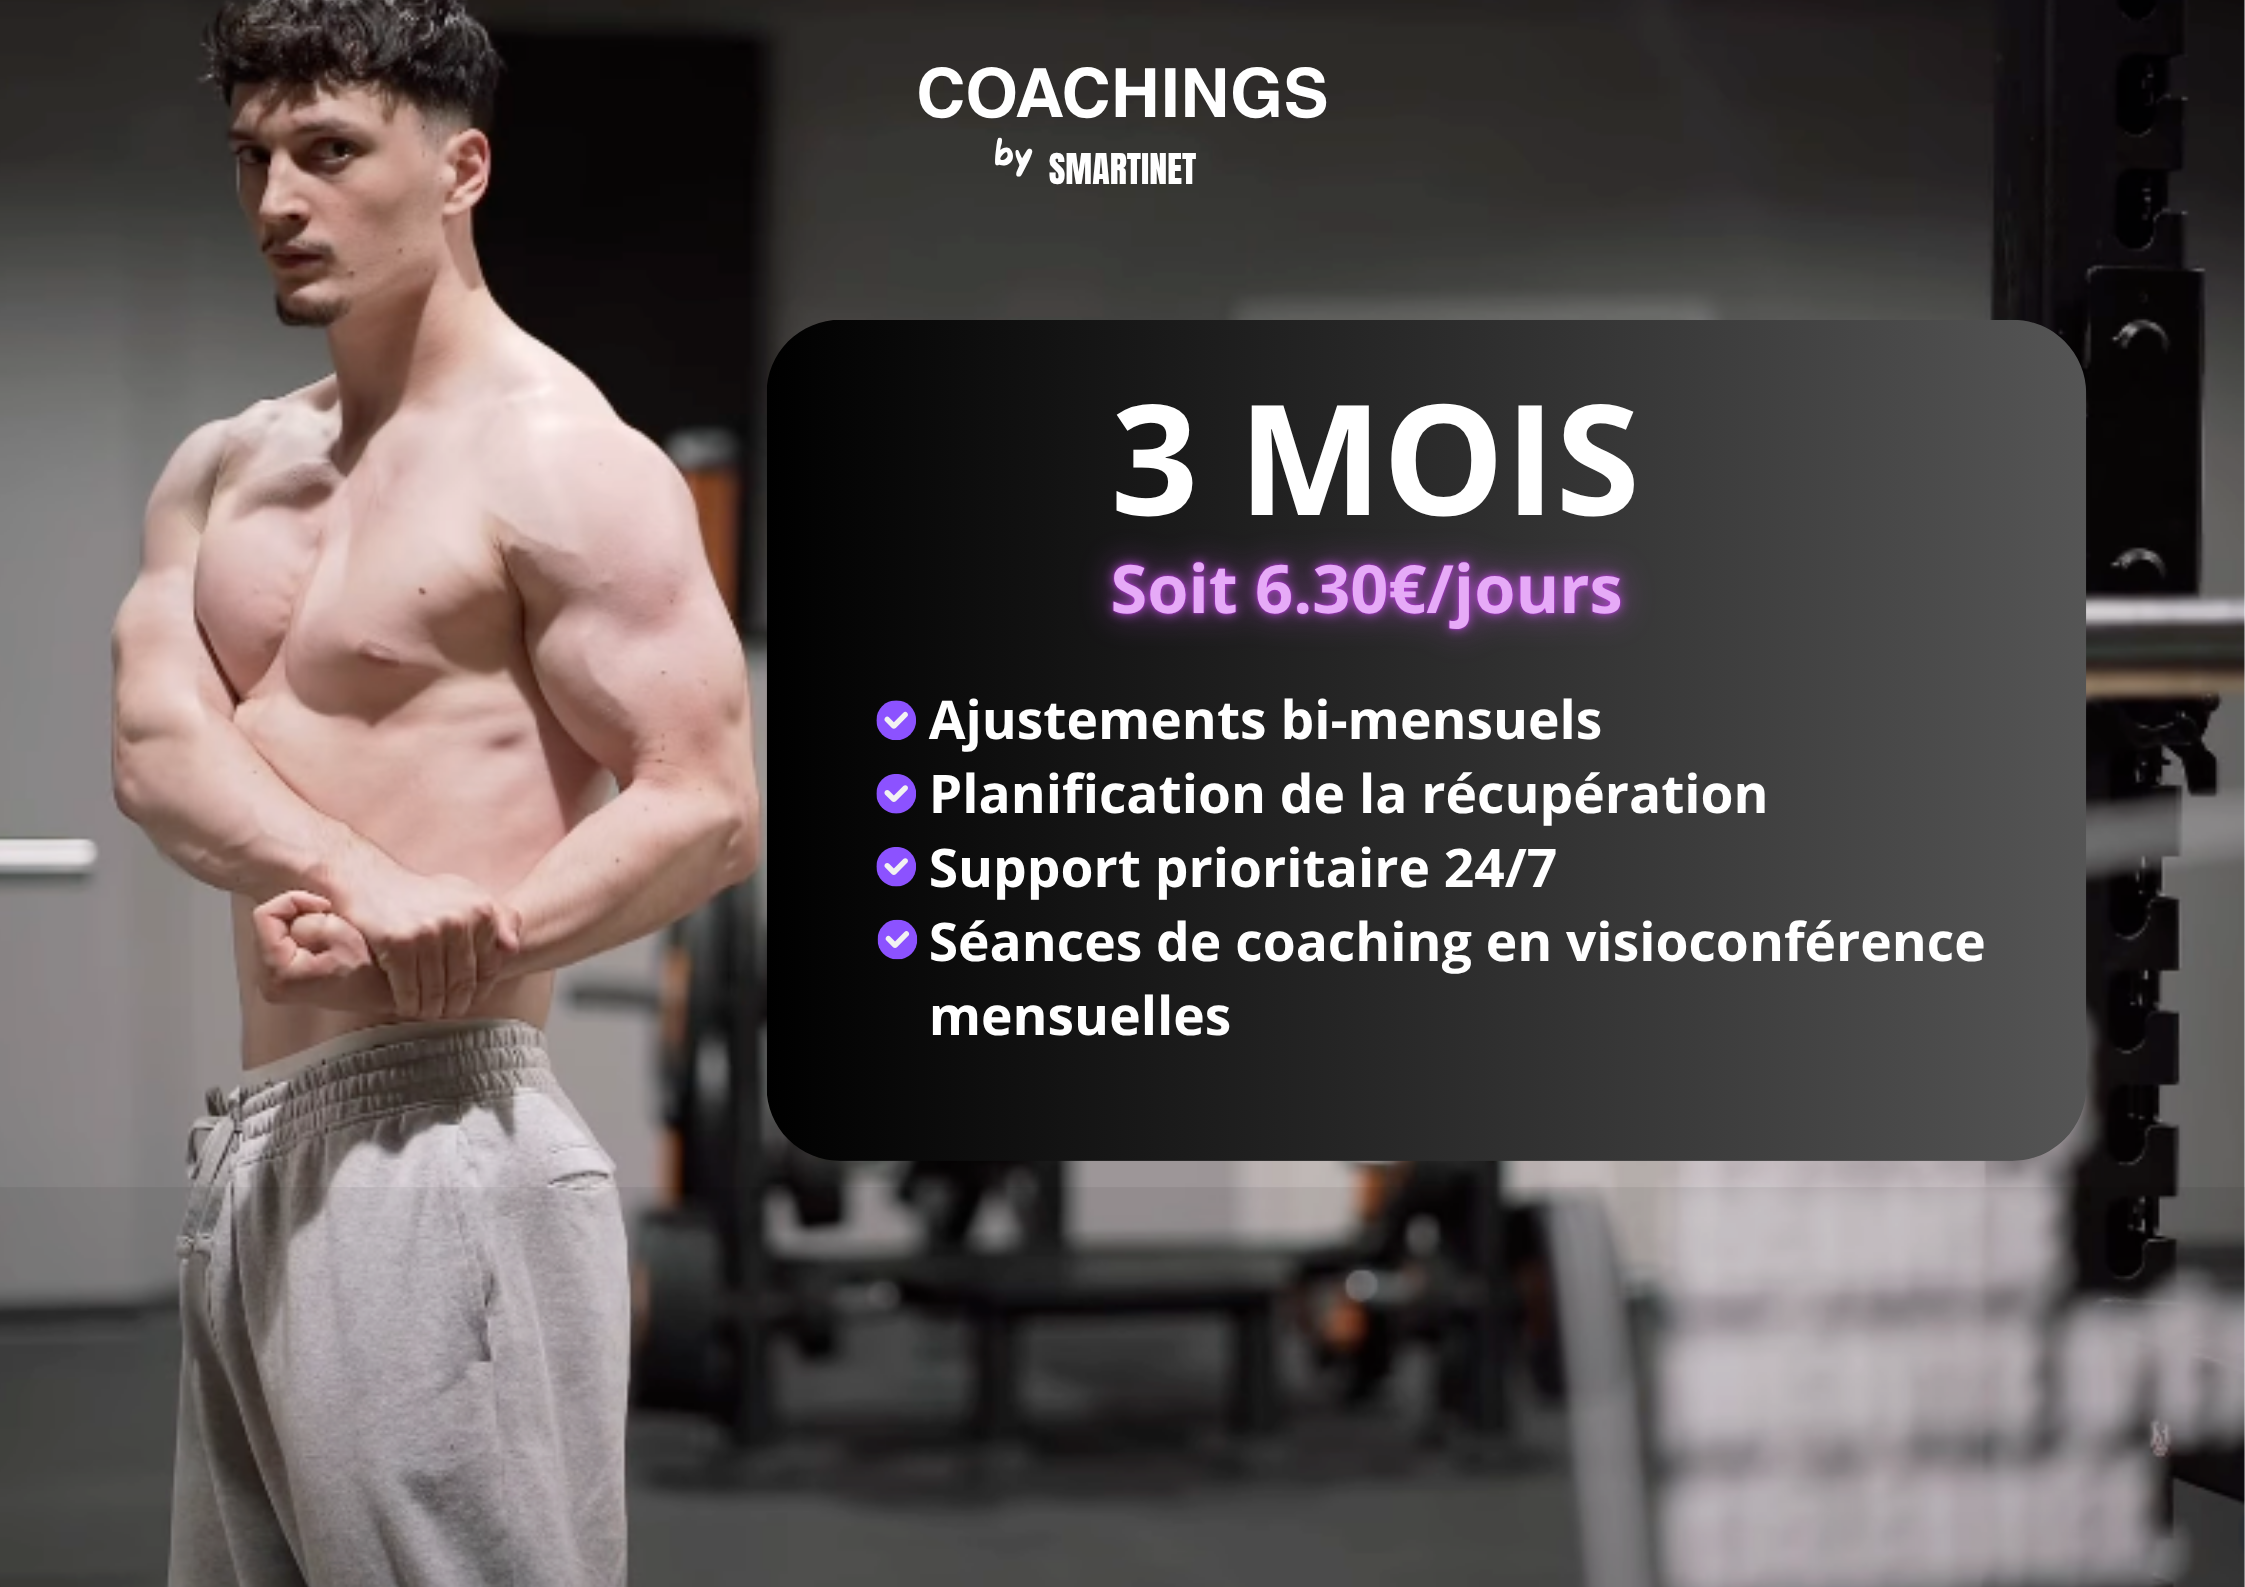 COACHINGS
by SMARTINET
3 MOIS
Soit 6.30€/jours
Ajustements bi-mensuels
Planification de la récupération
Support prioritaire 24/7
Séances de coaching en visioconférence
mensuelles